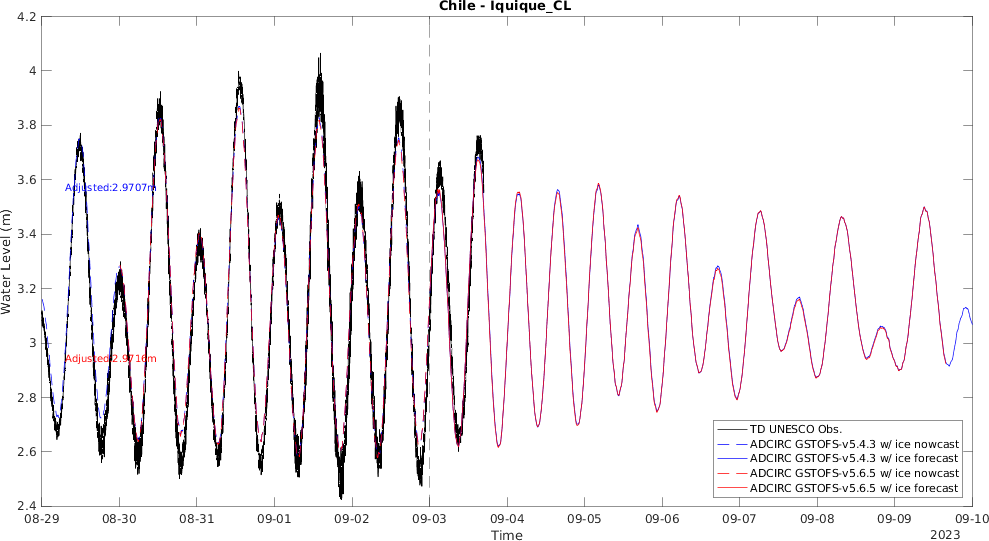 Chile - Iquique_CL
4.2
4
3.8
3.6
3.4
3.2
3
2.8
2.6
2.4
Water Level (m)
Adjusted:2.9707m
Adjusted:2.9716m
TD UNESCO Obs.
ADCIRC GSTOFS-v5.4.3 w/ ice nowcast
ADCIRC GSTOFS-v5.4.3 w/ ice forecast
ADCIRC GSTOFS-v5.6.5 w/ ice nowcast
ADCIRC GSTOFS-v5.6.5 w/ ice forecast
08-29 08-30 08-31 09-01 09-02 09-03 09-04 09-05 09-06 09-07 09-08 09-09 09-10
Time
2023